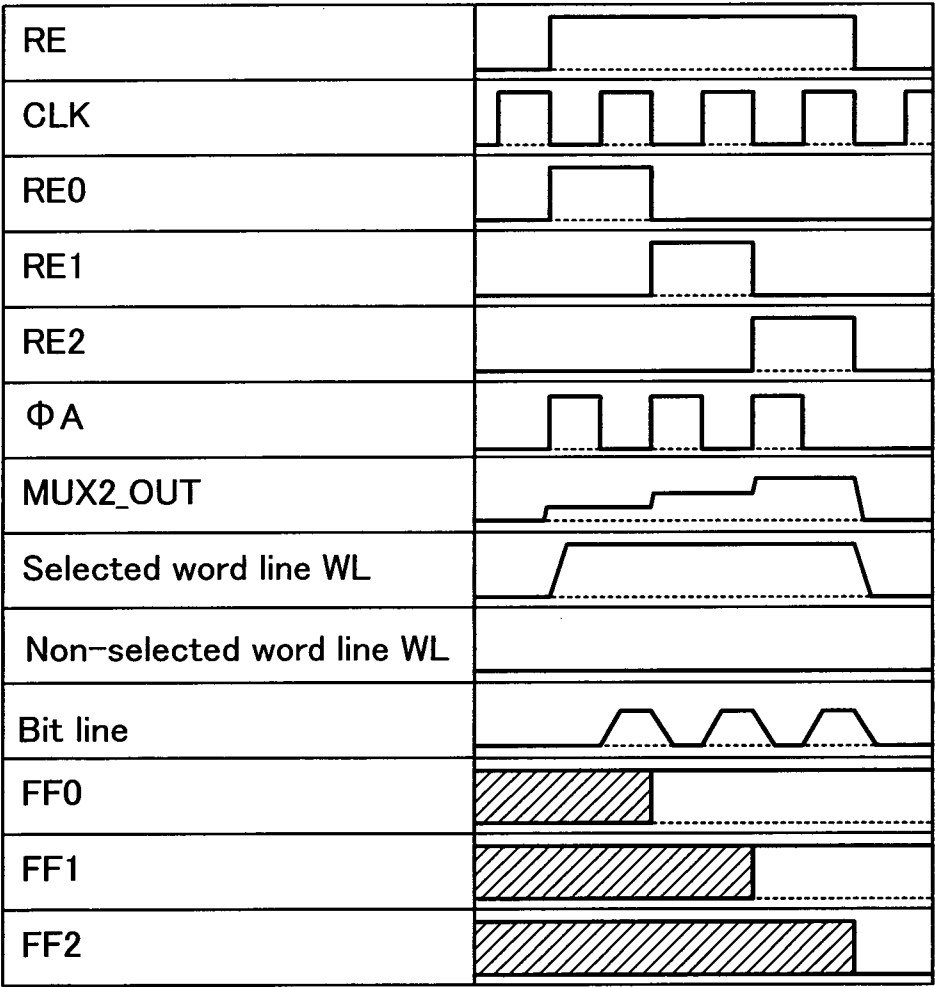 RE
CLK
RE0
RE1
RE2
ΦA
MUX2_OUT
Selected word line WL
Non-selected word line WL
Bit line
FF0
FF1
FF2